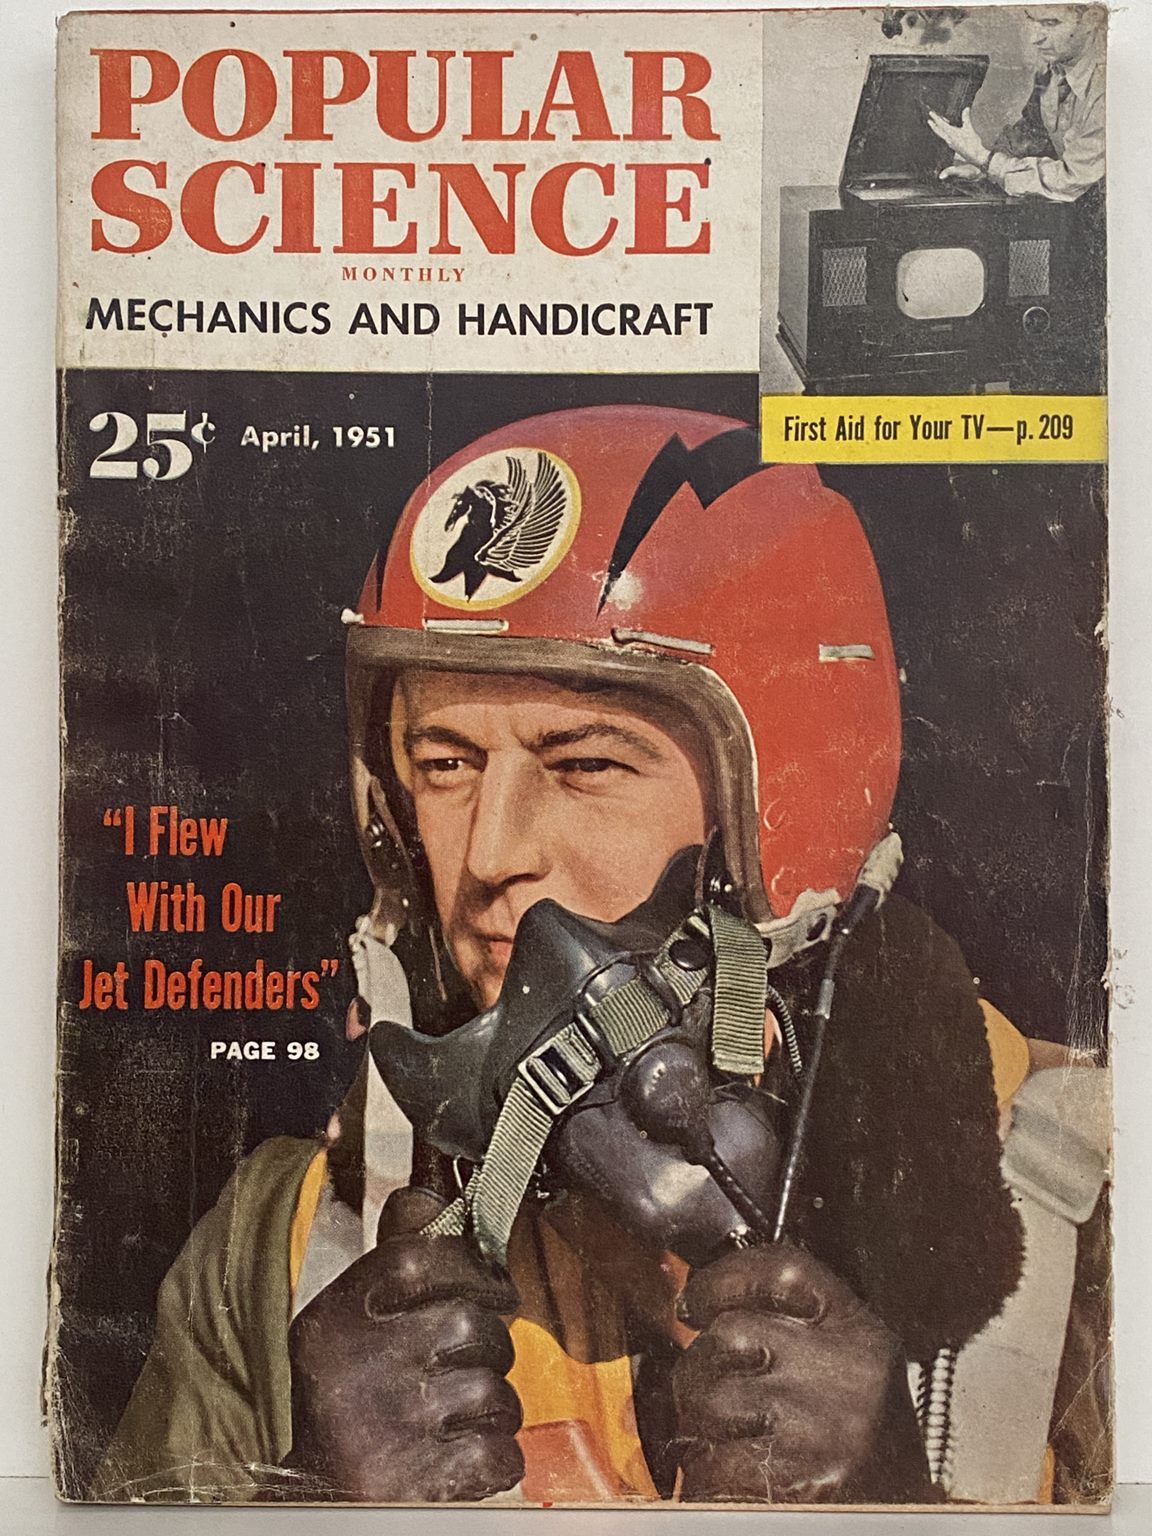 POPULAR
SCIENCE
MONTHLY
MECHANICS AND HANDICRAFT
25¢ April, 1951
First Aid for Your TV—p. 209
“I Flew
With Our
Jet Defenders”
PAGE 98